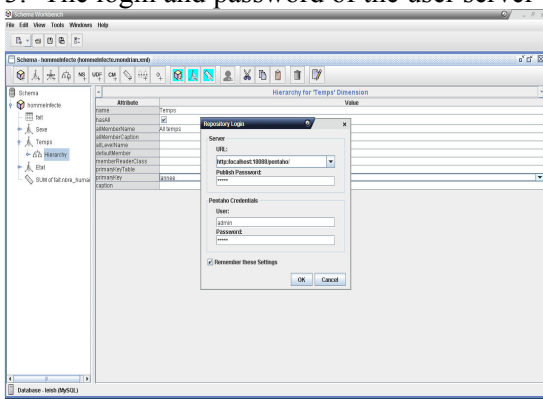 3. The login and password of the user server
Schema Workbench
File Edit View Tools Windows Help
Schema - hommeInfecte (hommeInfecte.mondrian.xml)
Schema
hommeInfecte
fait
Sexe
Temps
Hierarchy
Etat
SUM of fait.nbre_humai
Hierarchy for 'Temps' Dimension
Attribute Value
name Temps
hasAll
allMemberName All temps
allMemberCaption
allLevelName
defaultMember
memberReaderClass
primaryKeyTable
primaryKey annee
caption
Repository Login
Server
URL:
http:localhost:18080/pentaho/
Publish Password:
*****
Pentaho Credentials
User:
admin
Password:
*****
Remember these Settings
OK Cancel
Database - leish (MySQL)